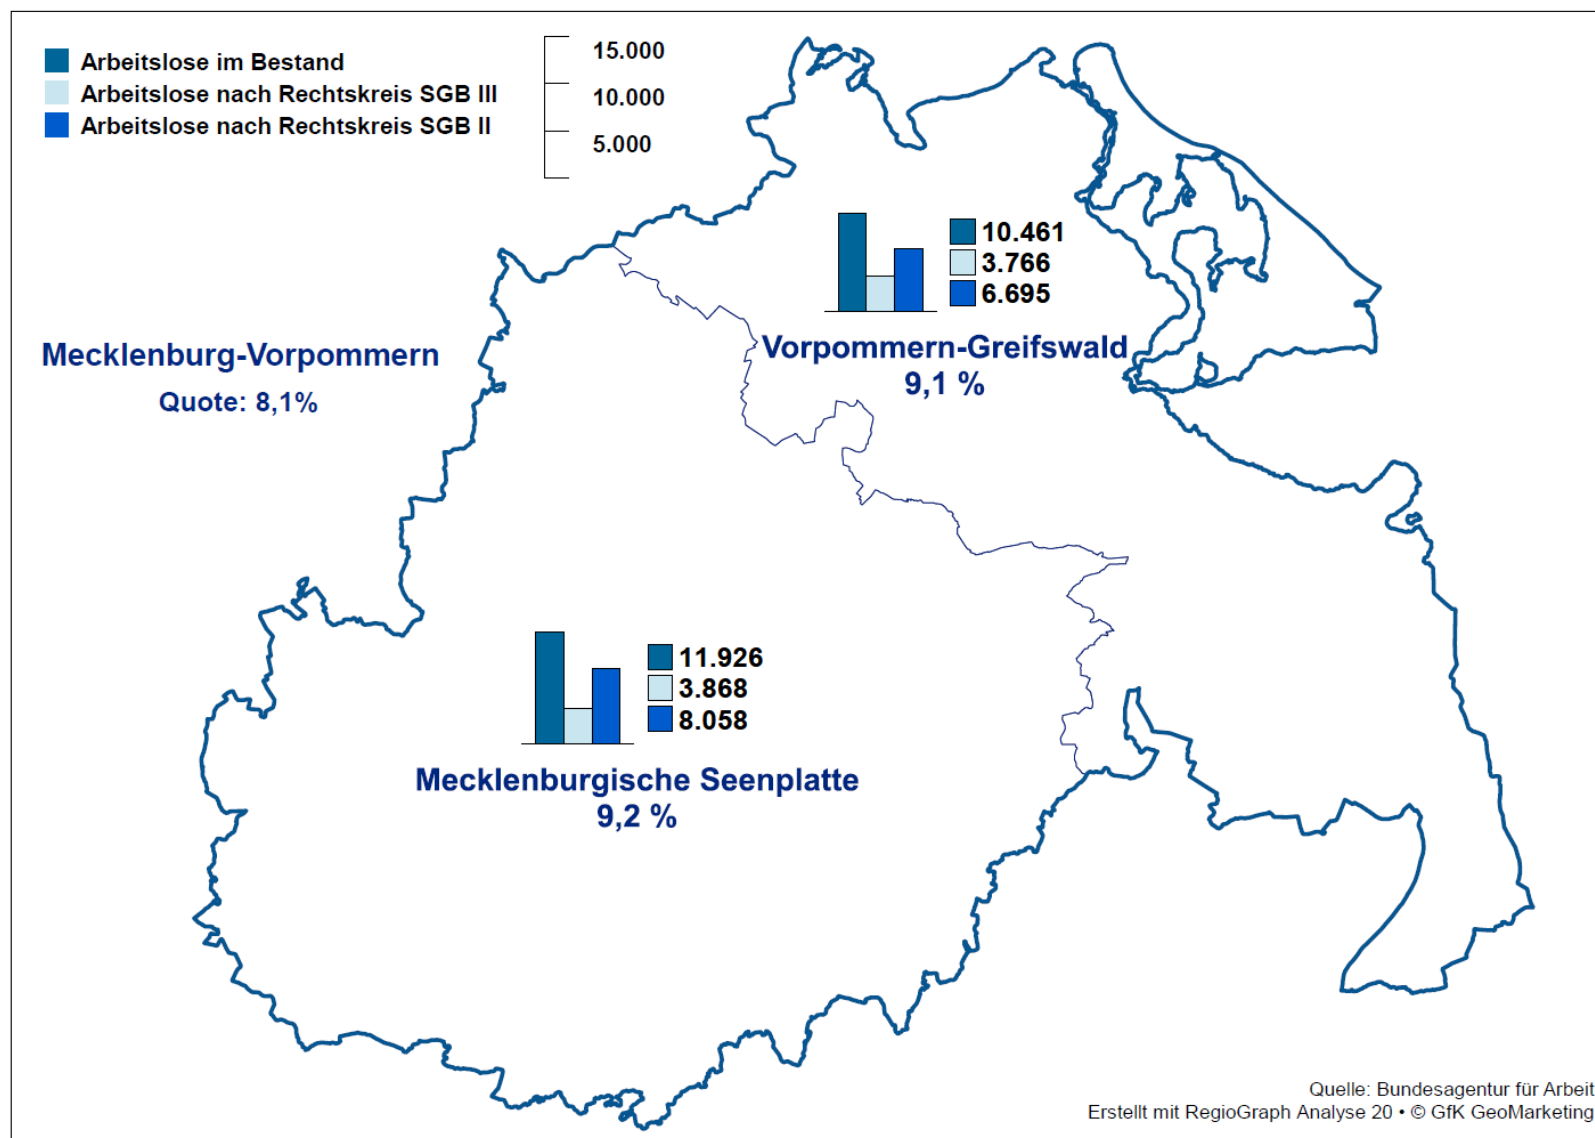 Arbeitslose im Bestand
Arbeitslose nach Rechtskreis SGB III
Arbeitslose nach Rechtskreis SGB II
15.000
10.000
5.000
10.461
3.766
6.695
Vorpommern-Greifswald
9,1 %
Mecklenburg-Vorpommern
Quote: 8,1%
11.926
3.868
8.058
Mecklenburgische Seenplatte
9,2 %
Quelle: Bundesagentur für Arbeit
Erstellt mit RegioGraph Analyse 20 • © GfK GeoMarketing